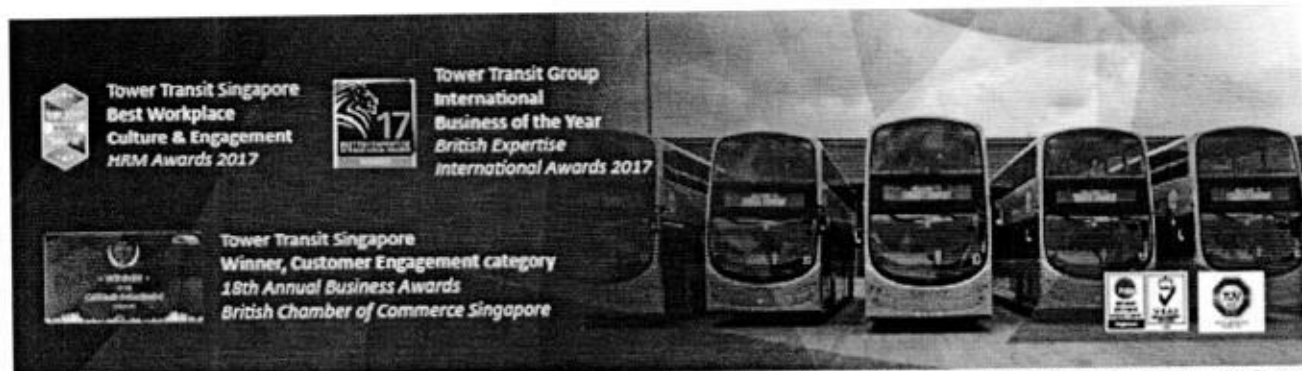 Tower Transit Singapore
Best Workplace
Culture & Engagement
HRM Awards 2017
17
Tower Transit Group
International
Business of the Year
British Expertise
International Awards 2017
Tower Transit Singapore
Winner, Customer Engagement category
18th Annual Business Awards
British Chamber of Commerce Singapore
WINNER